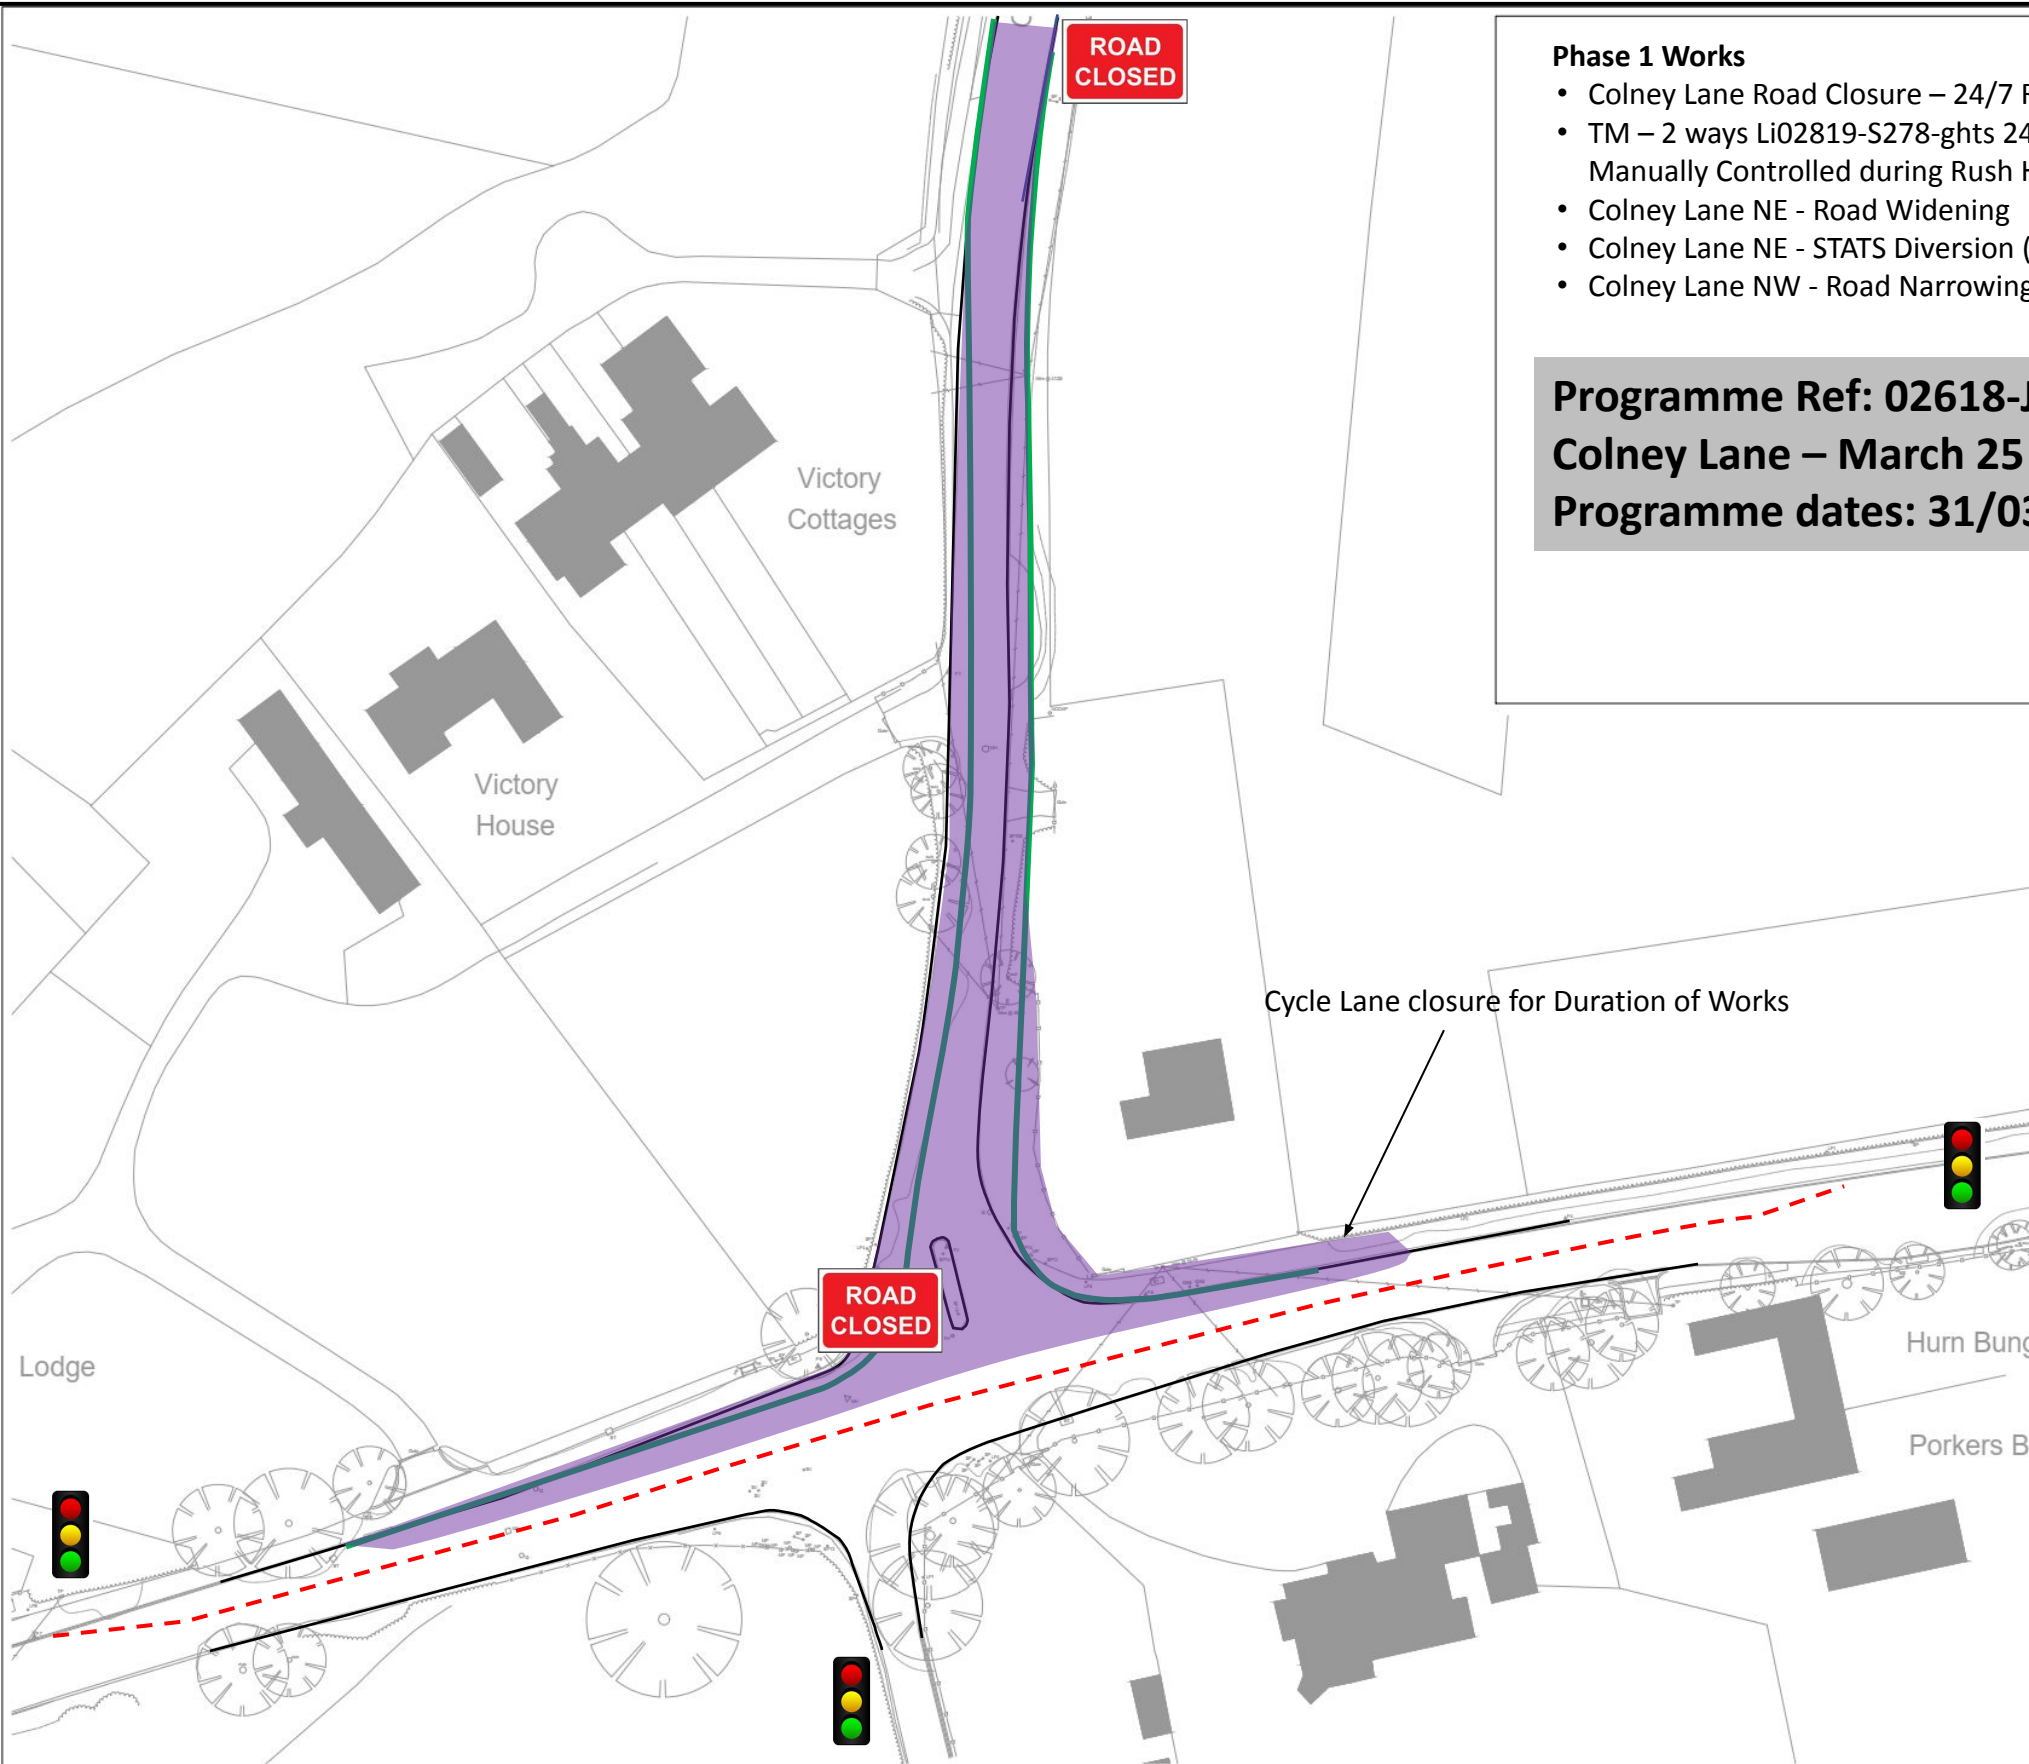 ROAD
CLOSED
Phase 1 Works
• Colney Lane Road Closure – 24/7
• TM – 2 ways Li02819-S278-ghts 24
Manually Controlled during Rush
• Colney Lane NE - Road Widening
• Colney Lane NE - STATS Diversion (
• Colney Lane NW - Road Narrowing
Programme Ref: 02618-J
Colney Lane – March 25
Programme dates: 31/03
Victory
Cottages
Victory
House
Cycle Lane closure for Duration of Works
ROAD
CLOSED
Lodge
Hurn Bung
Porkers B